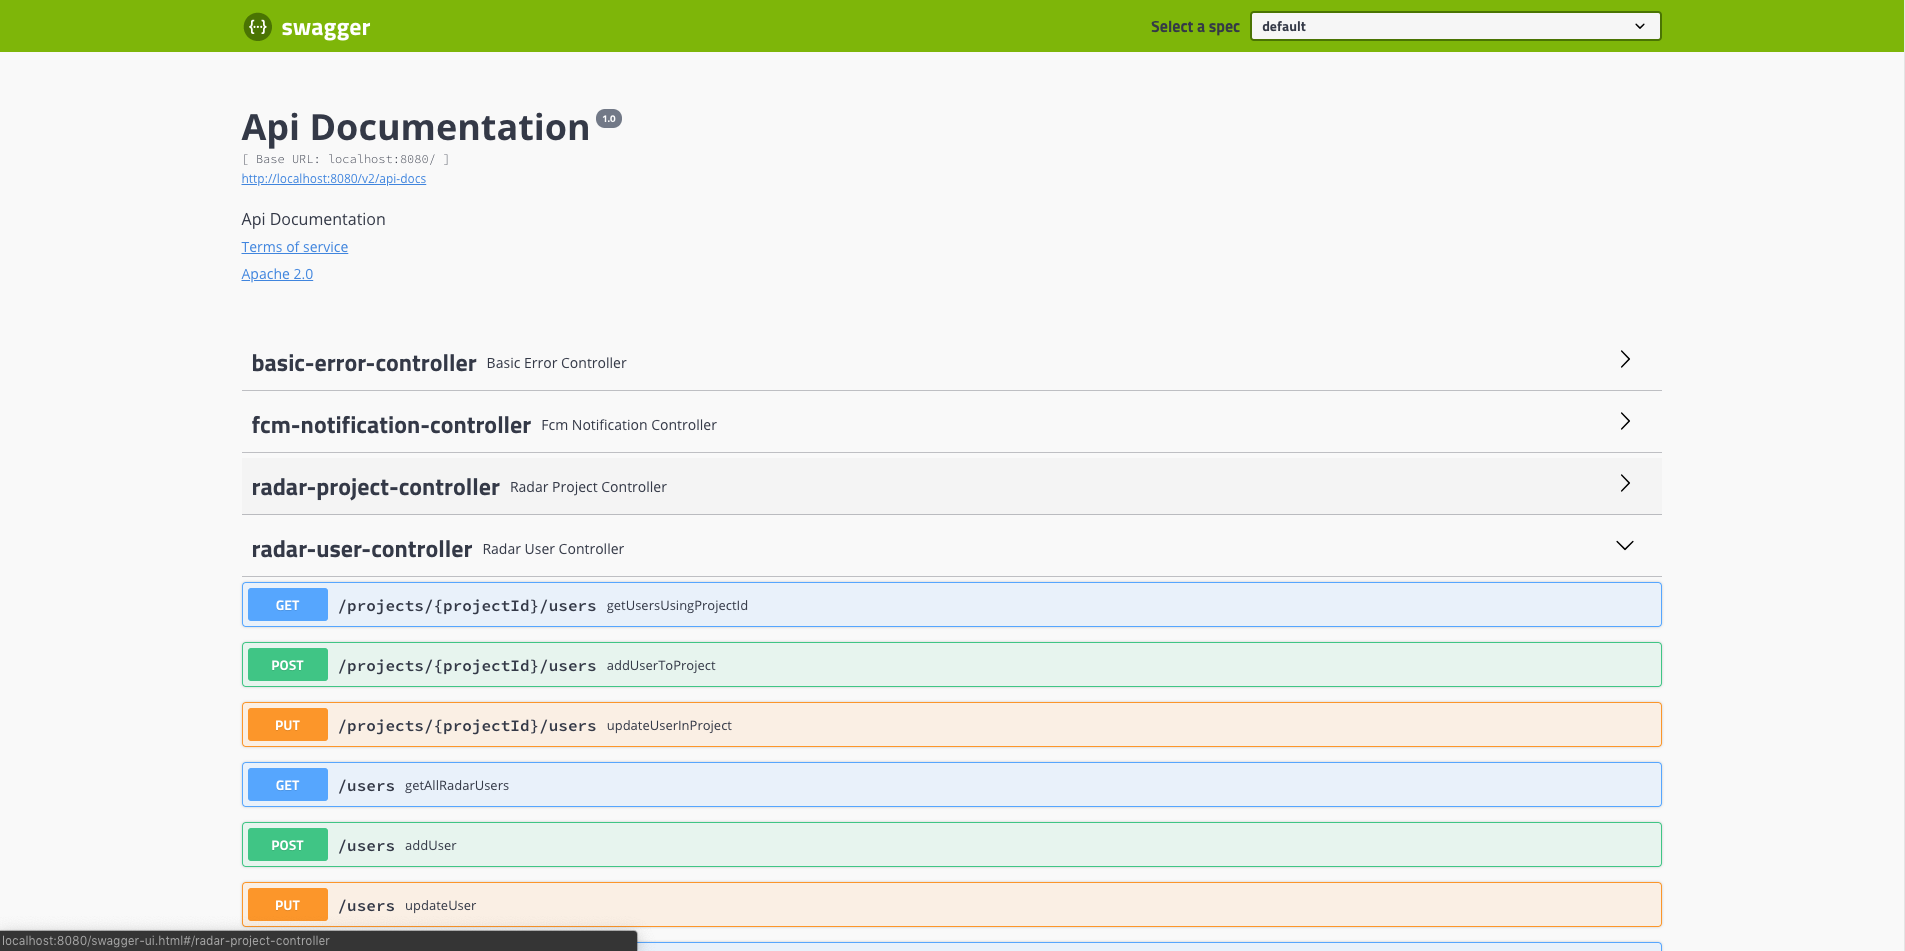 {··} swagger
Select a spec default
Api Documentation 1.0
[ Base URL: localhost:8080/ ]
http://localhost:8080/v2/api-docs
Api Documentation
Terms of service
Apache 2.0
basic-error-controller Basic Error Controller
fcm-notification-controller Fcm Notification Controller
radar-project-controller Radar Project Controller
radar-user-controller Radar User Controller
GET /projects/{projectId}/users getUsersUsingProjectId
POST /projects/{projectId}/users addUserToProject
PUT /projects/{projectId}/users updateUserInProject
GET /users getAllRadarUsers
POST /users addUser
PUT /users updateUser
localhost:8080/swagger-ui.html#/radar-project-controller